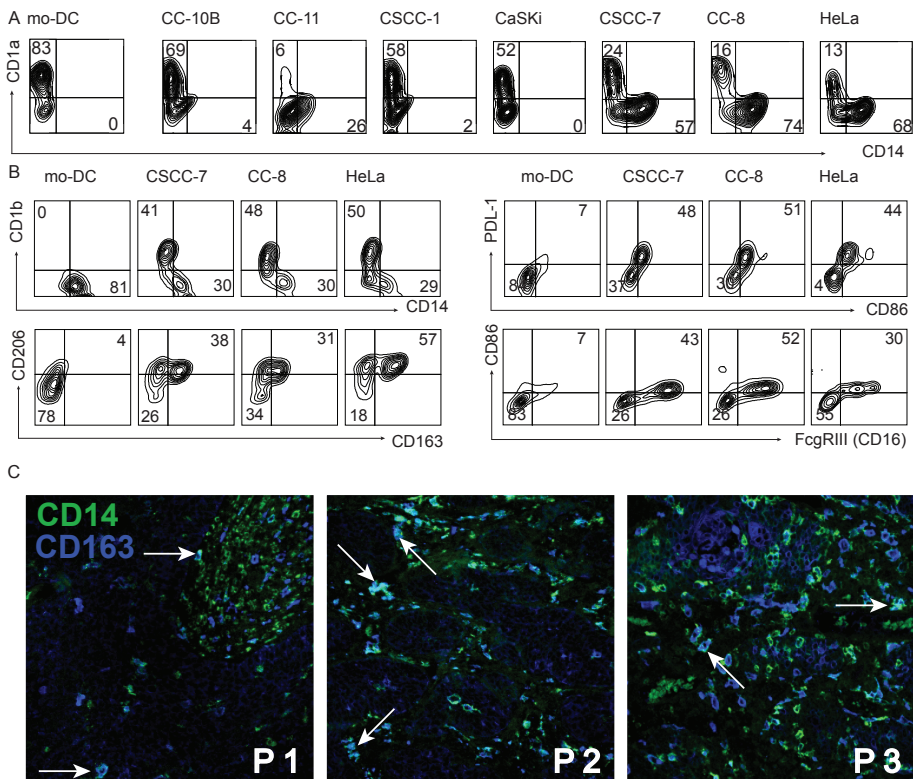 A
mo-DC CC-10B CC-11 CSCC-1 CaSKi CSCC-7 CC-8 HeLa
CD1a
83 69 6 58 52 24 16 13
0 4 26 2 0 57 74 68
CD14
B
mo-DC CSCC-7 CC-8 HeLa
CD1b
0 41 48 50
81 30 30 29
CD14
CD206
4 38 31 57
78 26 34 18
CD163
mo-DC CSCC-7 CC-8 HeLa
PDL-1
7 48 51 44
8 37 3 4
CD86
CD86
7 43 52 30
83 26 26 55
FcgRIII (CD16)
C
CD14
CD163
P 1 P 2 P 3